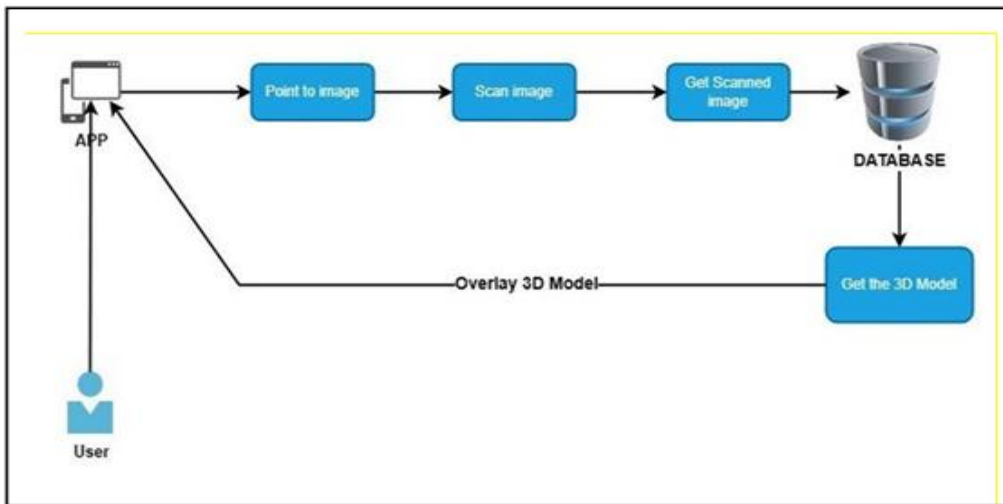 APP
Point to image
Scan image
Get Scanned
image
DATABASE
Get the 3D Model
Overlay 3D Model
User